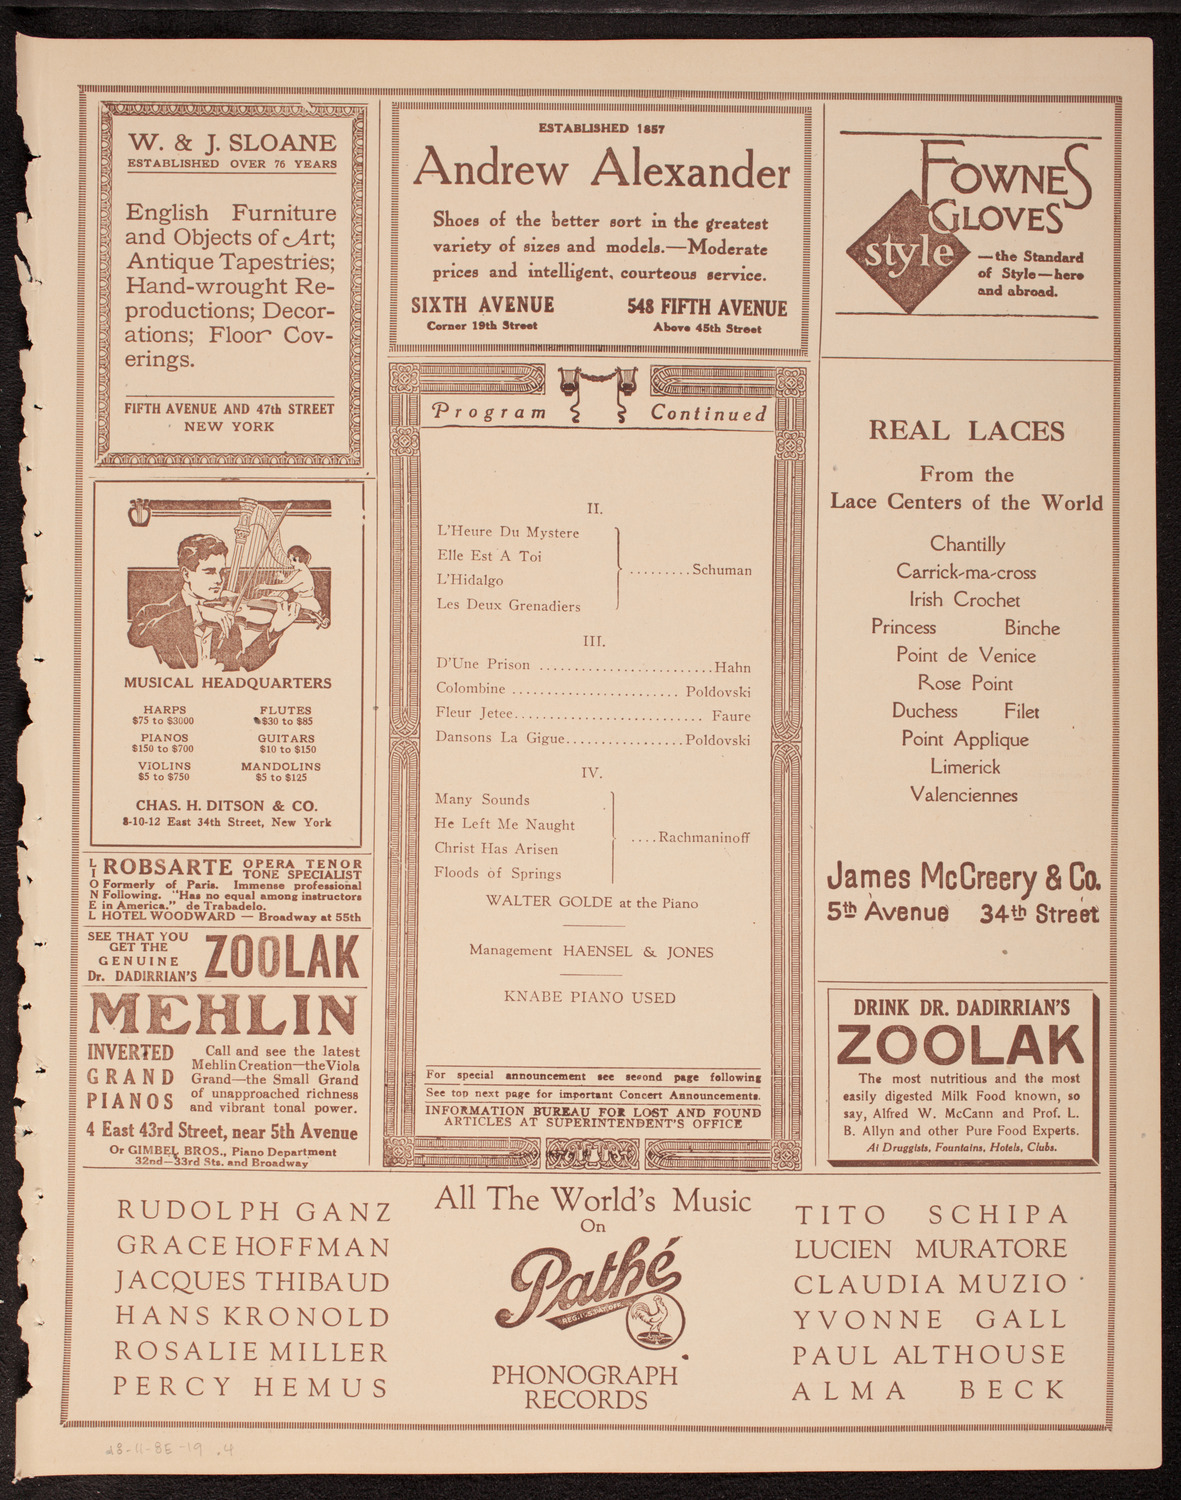 W. & J. SLOANE
ESTABLISHED OVER 76 YEARS
English Furniture
and Objects of Art;
Antique Tapestries;
Hand-wrought Re-
productions; Decor-
ations; Floor Cov-
erings.
FIFTH AVENUE AND 47th STREET
NEW YORK
MUSICAL HEADQUARTERS
HARPS FLUTES
$75 to $3000 $30 to $85
PIANOS GUITARS
$150 to $700 $10 to $150
VIOLINS MANDOLINS
$5 to $750 $5 to $125
CHAS. H. DITSON & CO.
8-10-12 East 34th Street, New York
LIONEL ROBSARTE OPERA TENOR
TONE SPECIALIST
Formerly of Paris. Immense professional
Following. "Has no equal among instructors
in America." de Trabadelo.
HOTEL WOODWARD — Broadway at 55th
SEE THAT YOU
GET THE
GENUINE
Dr. DADIRRIAN'S
ZOOLAK
MEHLIN
INVERTED
GRAND
PIANOS
Call and see the latest
Mehlin Creation—the Viola
Grand—the Small Grand
of unapproached richness
and vibrant tonal power.
4 East 43rd Street, near 5th Avenue
Or GIMBEL BROS., Piano Department
32nd—33rd Sts. and Broadway
ESTABLISHED 1857
Andrew Alexander
Shoes of the better sort in the greatest
variety of sizes and models.—Moderate
prices and intelligent, courteous service.
SIXTH AVENUE 548 FIFTH AVENUE
Corner 19th Street Above 45th Street
Program Continued
II.
L'Heure Du Mystere
Elle Est A Toi
L'Hidalgo
Les Deux Grenadiers
.........Schuman
III.
D'Une Prison ........................Hahn
Colombine ....................... Poldovski
Fleur Jetee.......................... Faure
Dansons La Gigue.................Poldovski
IV.
Many Sounds
He Left Me Naught
Christ Has Arisen
Floods of Springs
....Rachmaninoff
WALTER GOLDE at the Piano
Management HAENSEL & JONES
KNABE PIANO USED
For special announcement see second page following
See top next page for important Concert Announcements.
INFORMATION BUREAU FOR LOST AND FOUND
ARTICLES AT SUPERINTENDENT'S OFFICE
FOWNES
GLOVES
style
—the Standard
of Style—here
and abroad.
REAL LACES
From the
Lace Centers of the World
Chantilly
Carrick-ma-cross
Irish Crochet
Princess Binche
Point de Venice
Rose Point
Duchess Filet
Point Applique
Limerick
Valenciennes
James McCreery & Co.
5th Avenue 34th Street
DRINK DR. DADIRRIAN'S
ZOOLAK
The most nutritious and the most
easily digested Milk Food known, so
say, Alfred W. McCann and Prof. L.
B. Allyn and other Pure Food Experts.
At Druggists, Fountains, Hotels, Clubs.
RUDOLPH GANZ
GRACE HOFFMAN
JACQUES THIBAUD
HANS KRONOLD
ROSALIE MILLER
PERCY HEMUS
All The World's Music
On
Pathé
REG. U.S. PAT. OFF.
PHONOGRAPH
RECORDS
TITO SCHIPA
LUCIEN MURATORE
CLAUDIA MUZIO
YVONNE GALL
PAUL ALTHOUSE
ALMA BECK
23-11-8E-19 .4